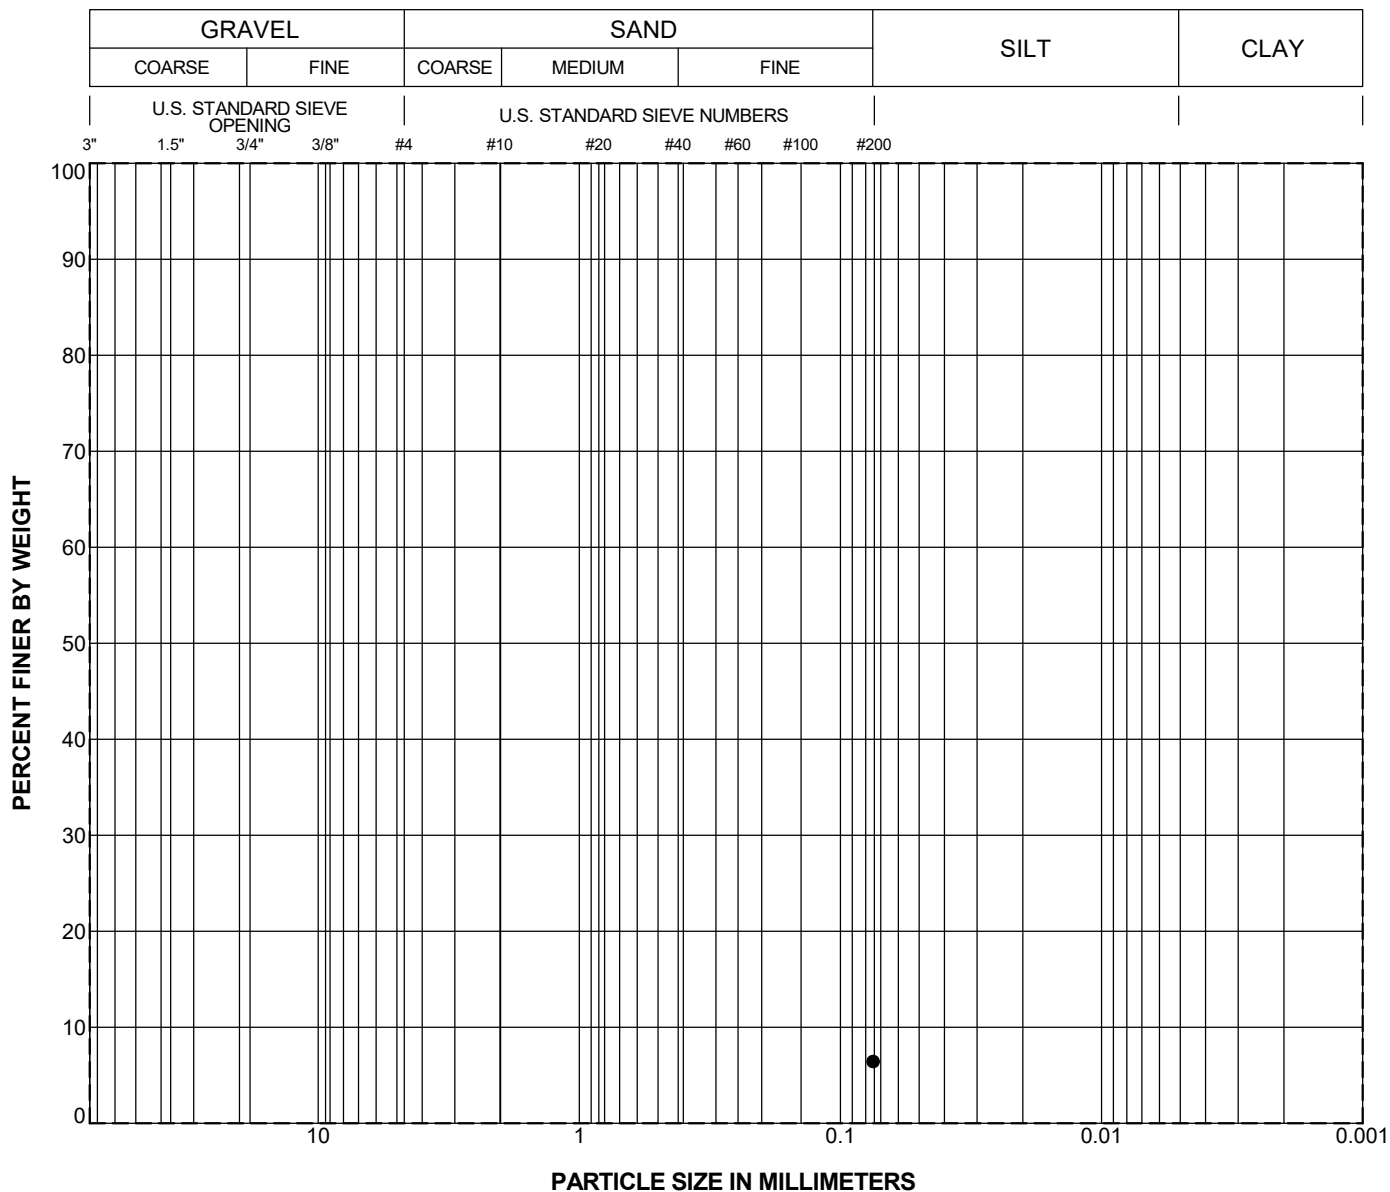 GRAVEL SAND SILT CLAY
COARSE FINE COARSE MEDIUM FINE
U.S. STANDARD SIEVE
OPENING
U.S. STANDARD SIEVE NUMBERS
3" 1.5" 3/4" 3/8" #4 #10 #20 #40 #60 #100 #200
100
90
80
70
60
50
40
30
20
10
0
PERCENT FINER BY WEIGHT
10 1 0.1 0.01 0.001
PARTICLE SIZE IN MILLIMETERS